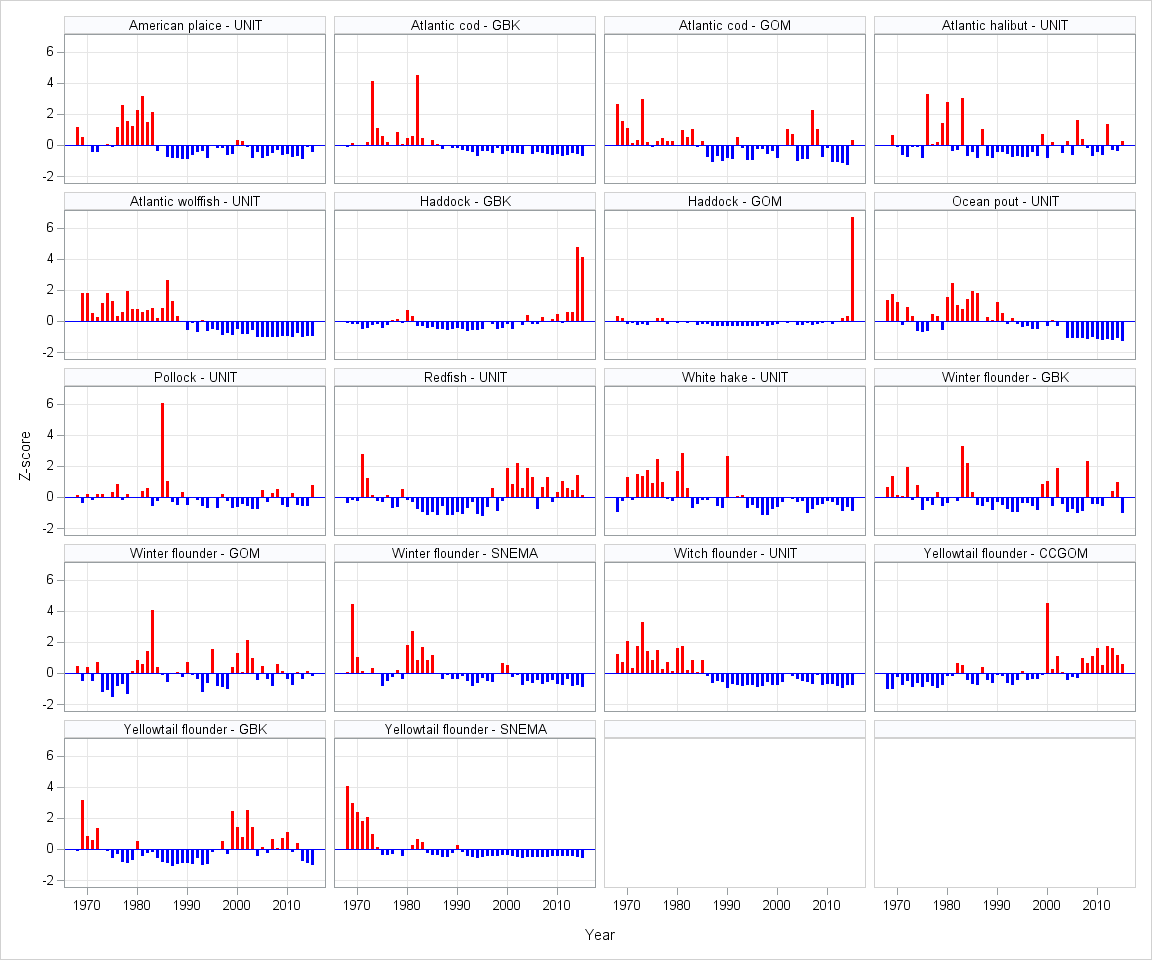 American plaice - UNIT
Atlantic cod - GBK
Atlantic cod - GOM
Atlantic halibut - UNIT
6
4
2
0
-2
Atlantic wolffish - UNIT
Haddock - GBK
Haddock - GOM
Ocean pout - UNIT
6
4
2
0
-2
Pollock - UNIT
Redfish - UNIT
White hake - UNIT
Winter flounder - GBK
6
4
2
0
-2
Z-score
Winter flounder - GOM
Winter flounder - SNEMA
Witch flounder - UNIT
Yellowtail flounder - CCGOM
6
4
2
0
-2
Yellowtail flounder - GBK
Yellowtail flounder - SNEMA
6
4
2
0
-2
1970 1980 1990 2000 2010
1970 1980 1990 2000 2010
1970 1980 1990 2000 2010
1970 1980 1990 2000 2010
Year